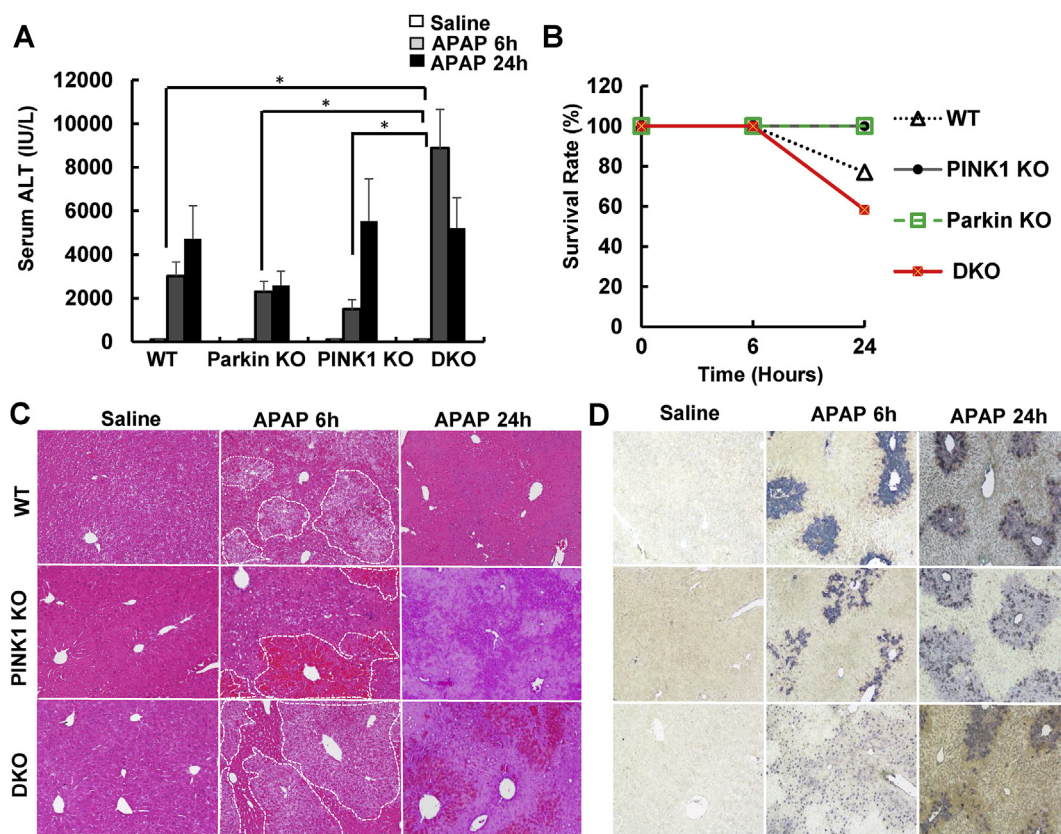 A
Saline
APAP 6h
APAP 24h
Serum ALT (IU/L)
12000
10000
8000
6000
4000
2000
0
*
*
*
WT
Parkin KO
PINK1 KO
DKO
B
Survival Rate (%)
120
100
80
60
40
20
0
0
6
24
Time (Hours)
WT
PINK1 KO
Parkin KO
DKO
C
Saline
APAP 6h
APAP 24h
WT
PINK1 KO
DKO
D
Saline
APAP 6h
APAP 24h